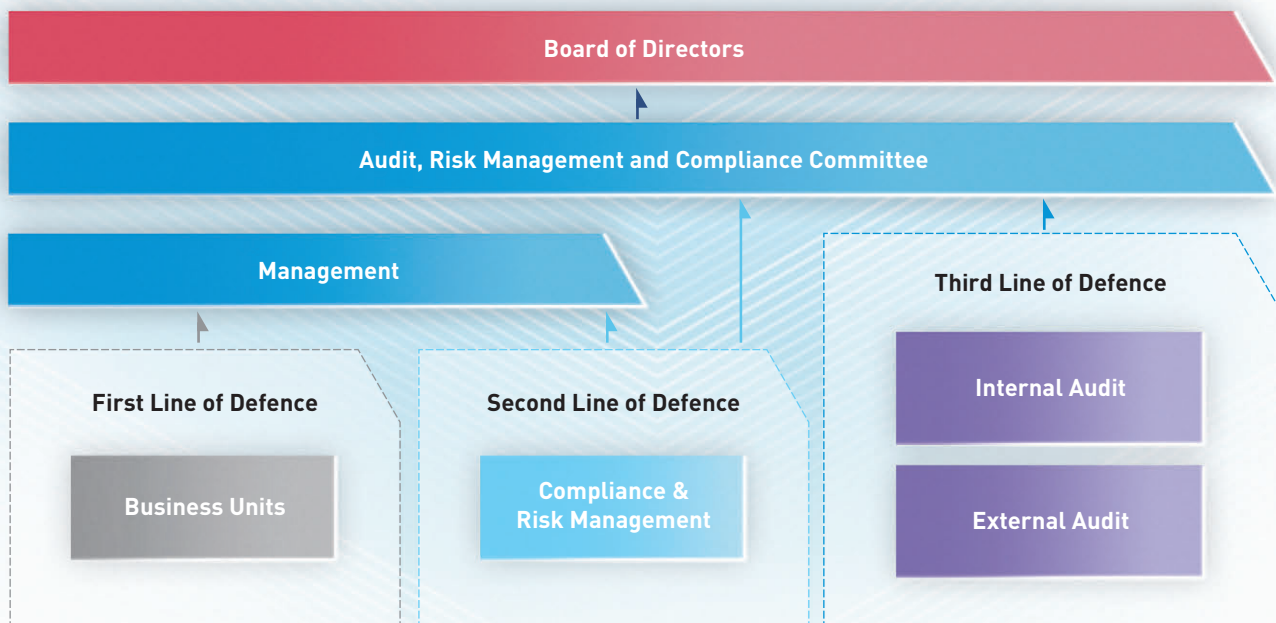 Board of Directors
Audit, Risk Management and Compliance Committee
Management
First Line of Defence
Business Units
Second Line of Defence
Compliance &
Risk Management
Third Line of Defence
Internal Audit
External Audit